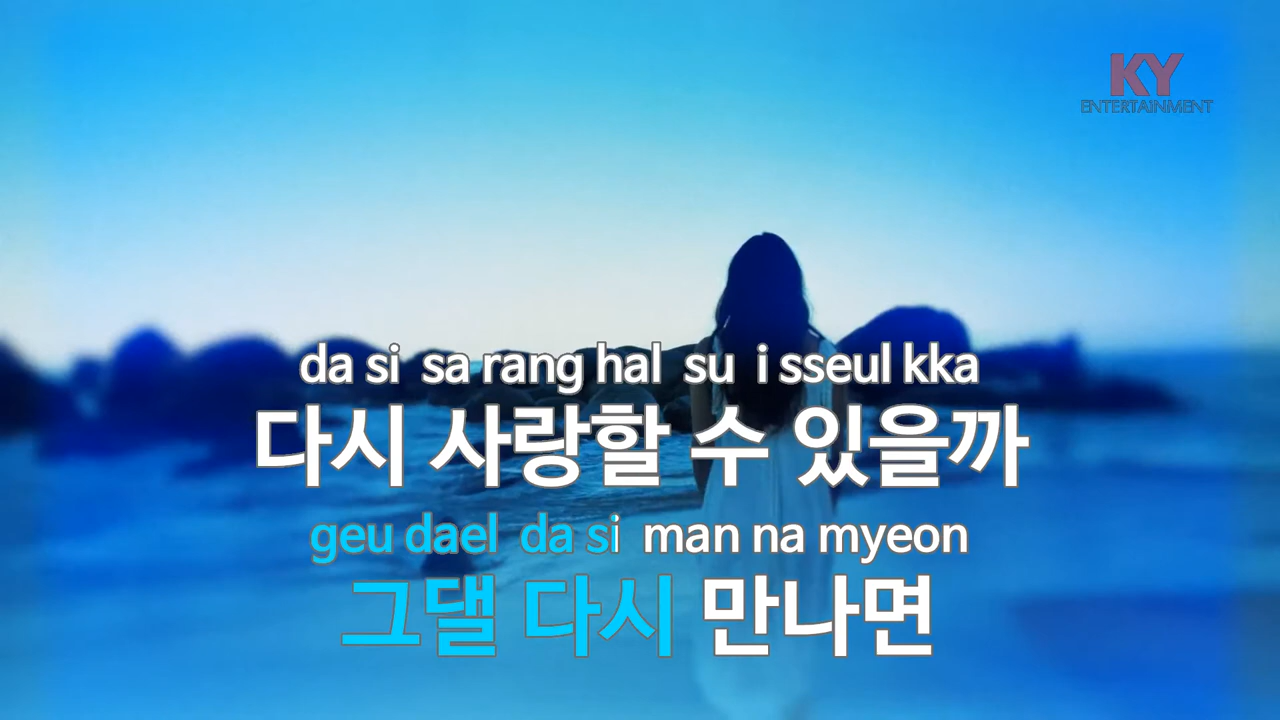 KY
ENTERTAINMENT
da si sa rang hal su i sseul kka
다시 사랑할 수 있을까
geu dael da si man na myeon
그댈 다시 만나면